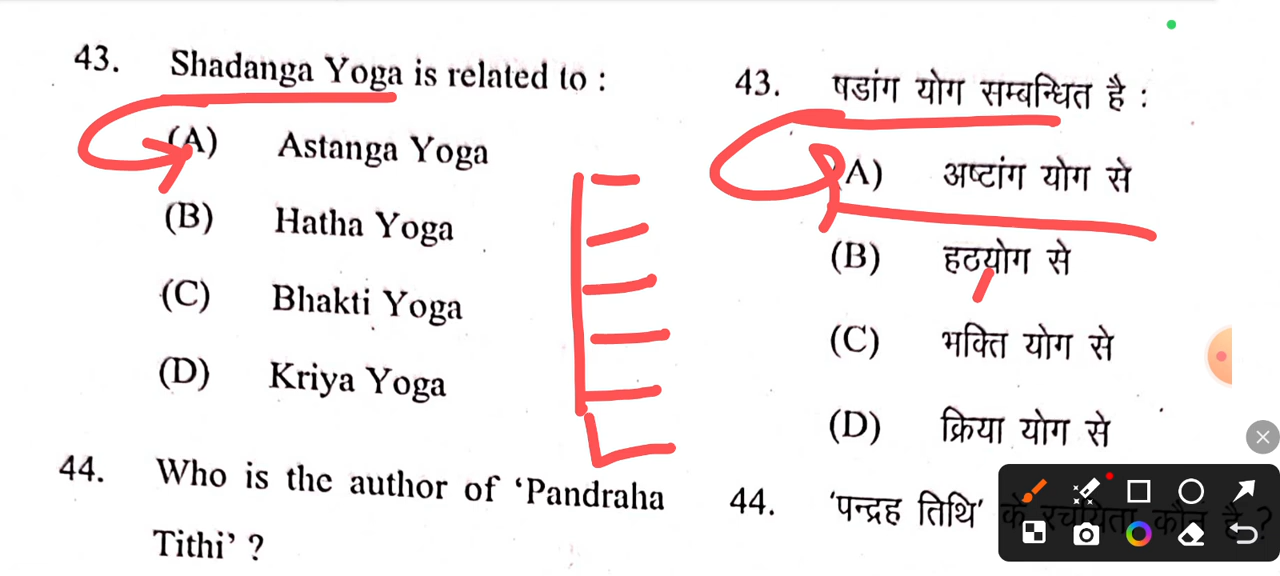 43. Shadanga Yoga is related to :
(A) Astanga Yoga
(B) Hatha Yoga
(C) Bhakti Yoga
(D) Kriya Yoga
44. Who is the author of ‘Pandraha
Tithi’ ?
43. षडांग योग सम्बन्धित है :
(A) अष्टांग योग से
(B) हठयोग से
(C) भक्ति योग से
(D) क्रिया योग से
44. ‘पन्द्रह तिथि’ के रचयिता कौन है ?